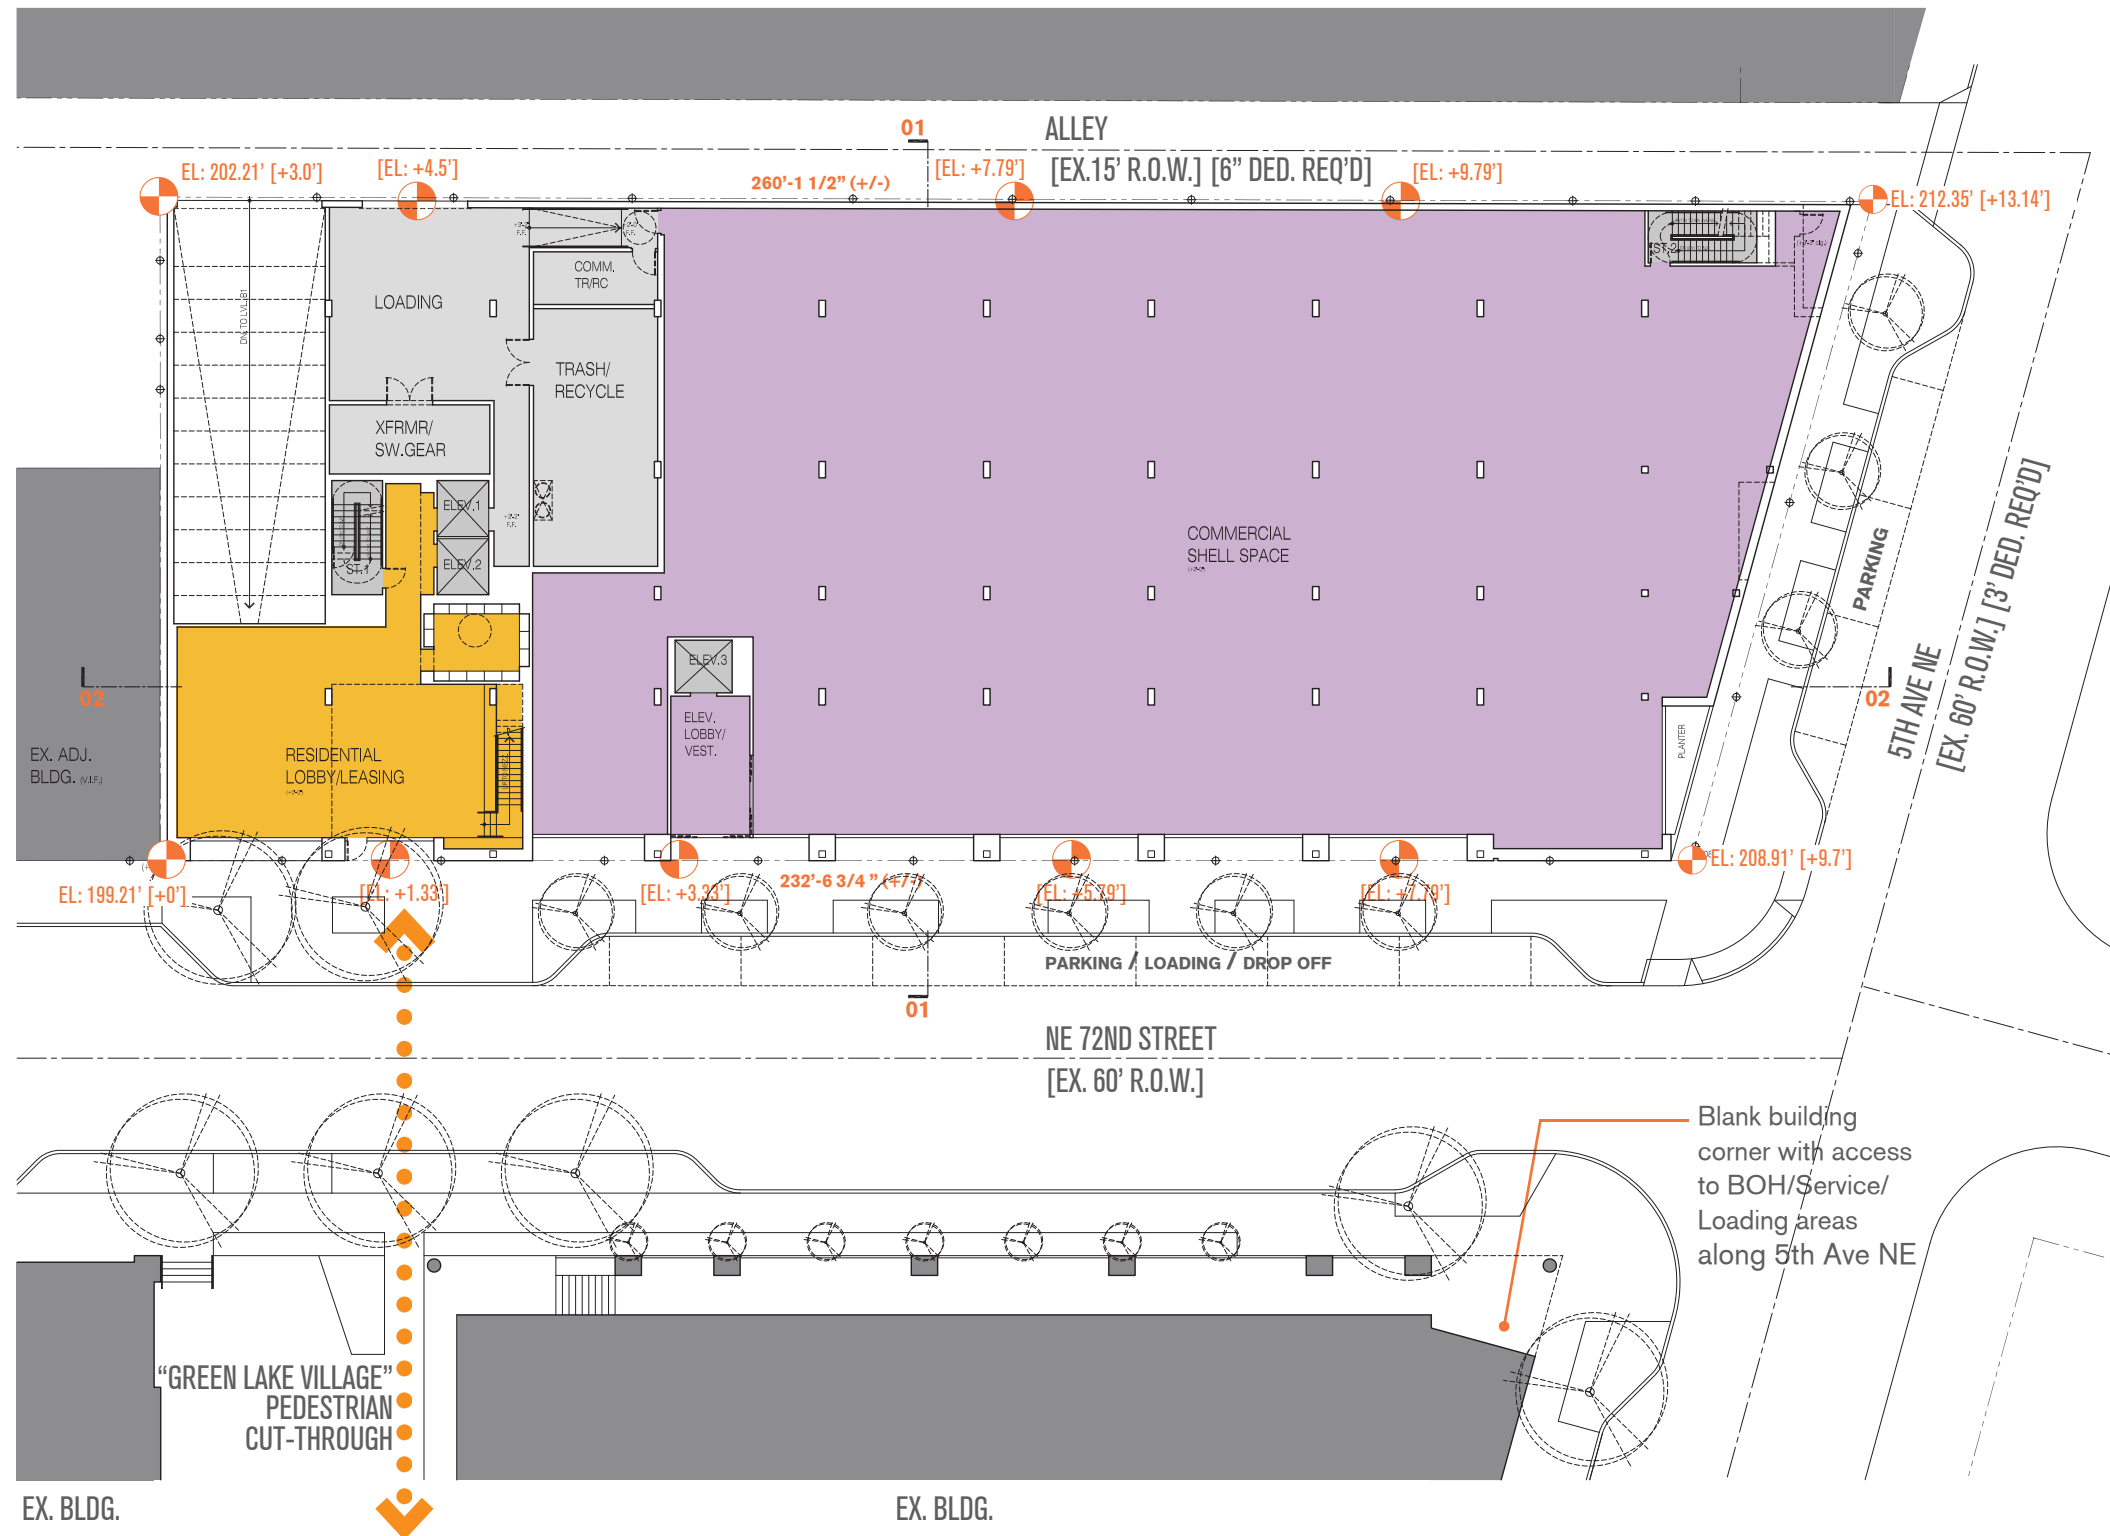 ALLEY
[EX.15’ R.O.W.] [6” DED. REQ’D]
01
EL: 202.21’ [+3.0’]
[EL: +4.5’]
260’-1 1/2” (+/-)
[EL: +7.79’]
[EL: +9.79’]
EL: 212.35’ [+13.14’]
COMM.
TR/RC
ST.2
LOADING
DN. TO LVL. B1
TRASH/
RECYCLE
XFRMR/
SW.GEAR
ELEV.1
ELEV.2
ST.1
COMMERCIAL
SHELL SPACE
PARKING
5TH AVE NE
[EX. 60’ R.O.W.] [3’ DED. REQ’D]
02
02
ELEV.3
ELEV.
LOBBY/
VEST.
PLANTER
EX. ADJ.
BLDG. (V.I.F.)
RESIDENTIAL
LOBBY/LEASING
EL: 199.21’ [+0’]
[EL: +1.33’]
[EL: +3.33’]
232’-6 3/4 ” (+/-)
[EL: +5.79’]
[EL: +7.79’]
EL: 208.91’ [+9.7’]
PARKING / LOADING / DROP OFF
01
NE 72ND STREET
[EX. 60’ R.O.W.]
Blank building
corner with access
to BOH/Service/
Loading areas
along 5th Ave NE
“GREEN LAKE VILLAGE”
PEDESTRIAN
CUT-THROUGH
EX. BLDG.
EX. BLDG.